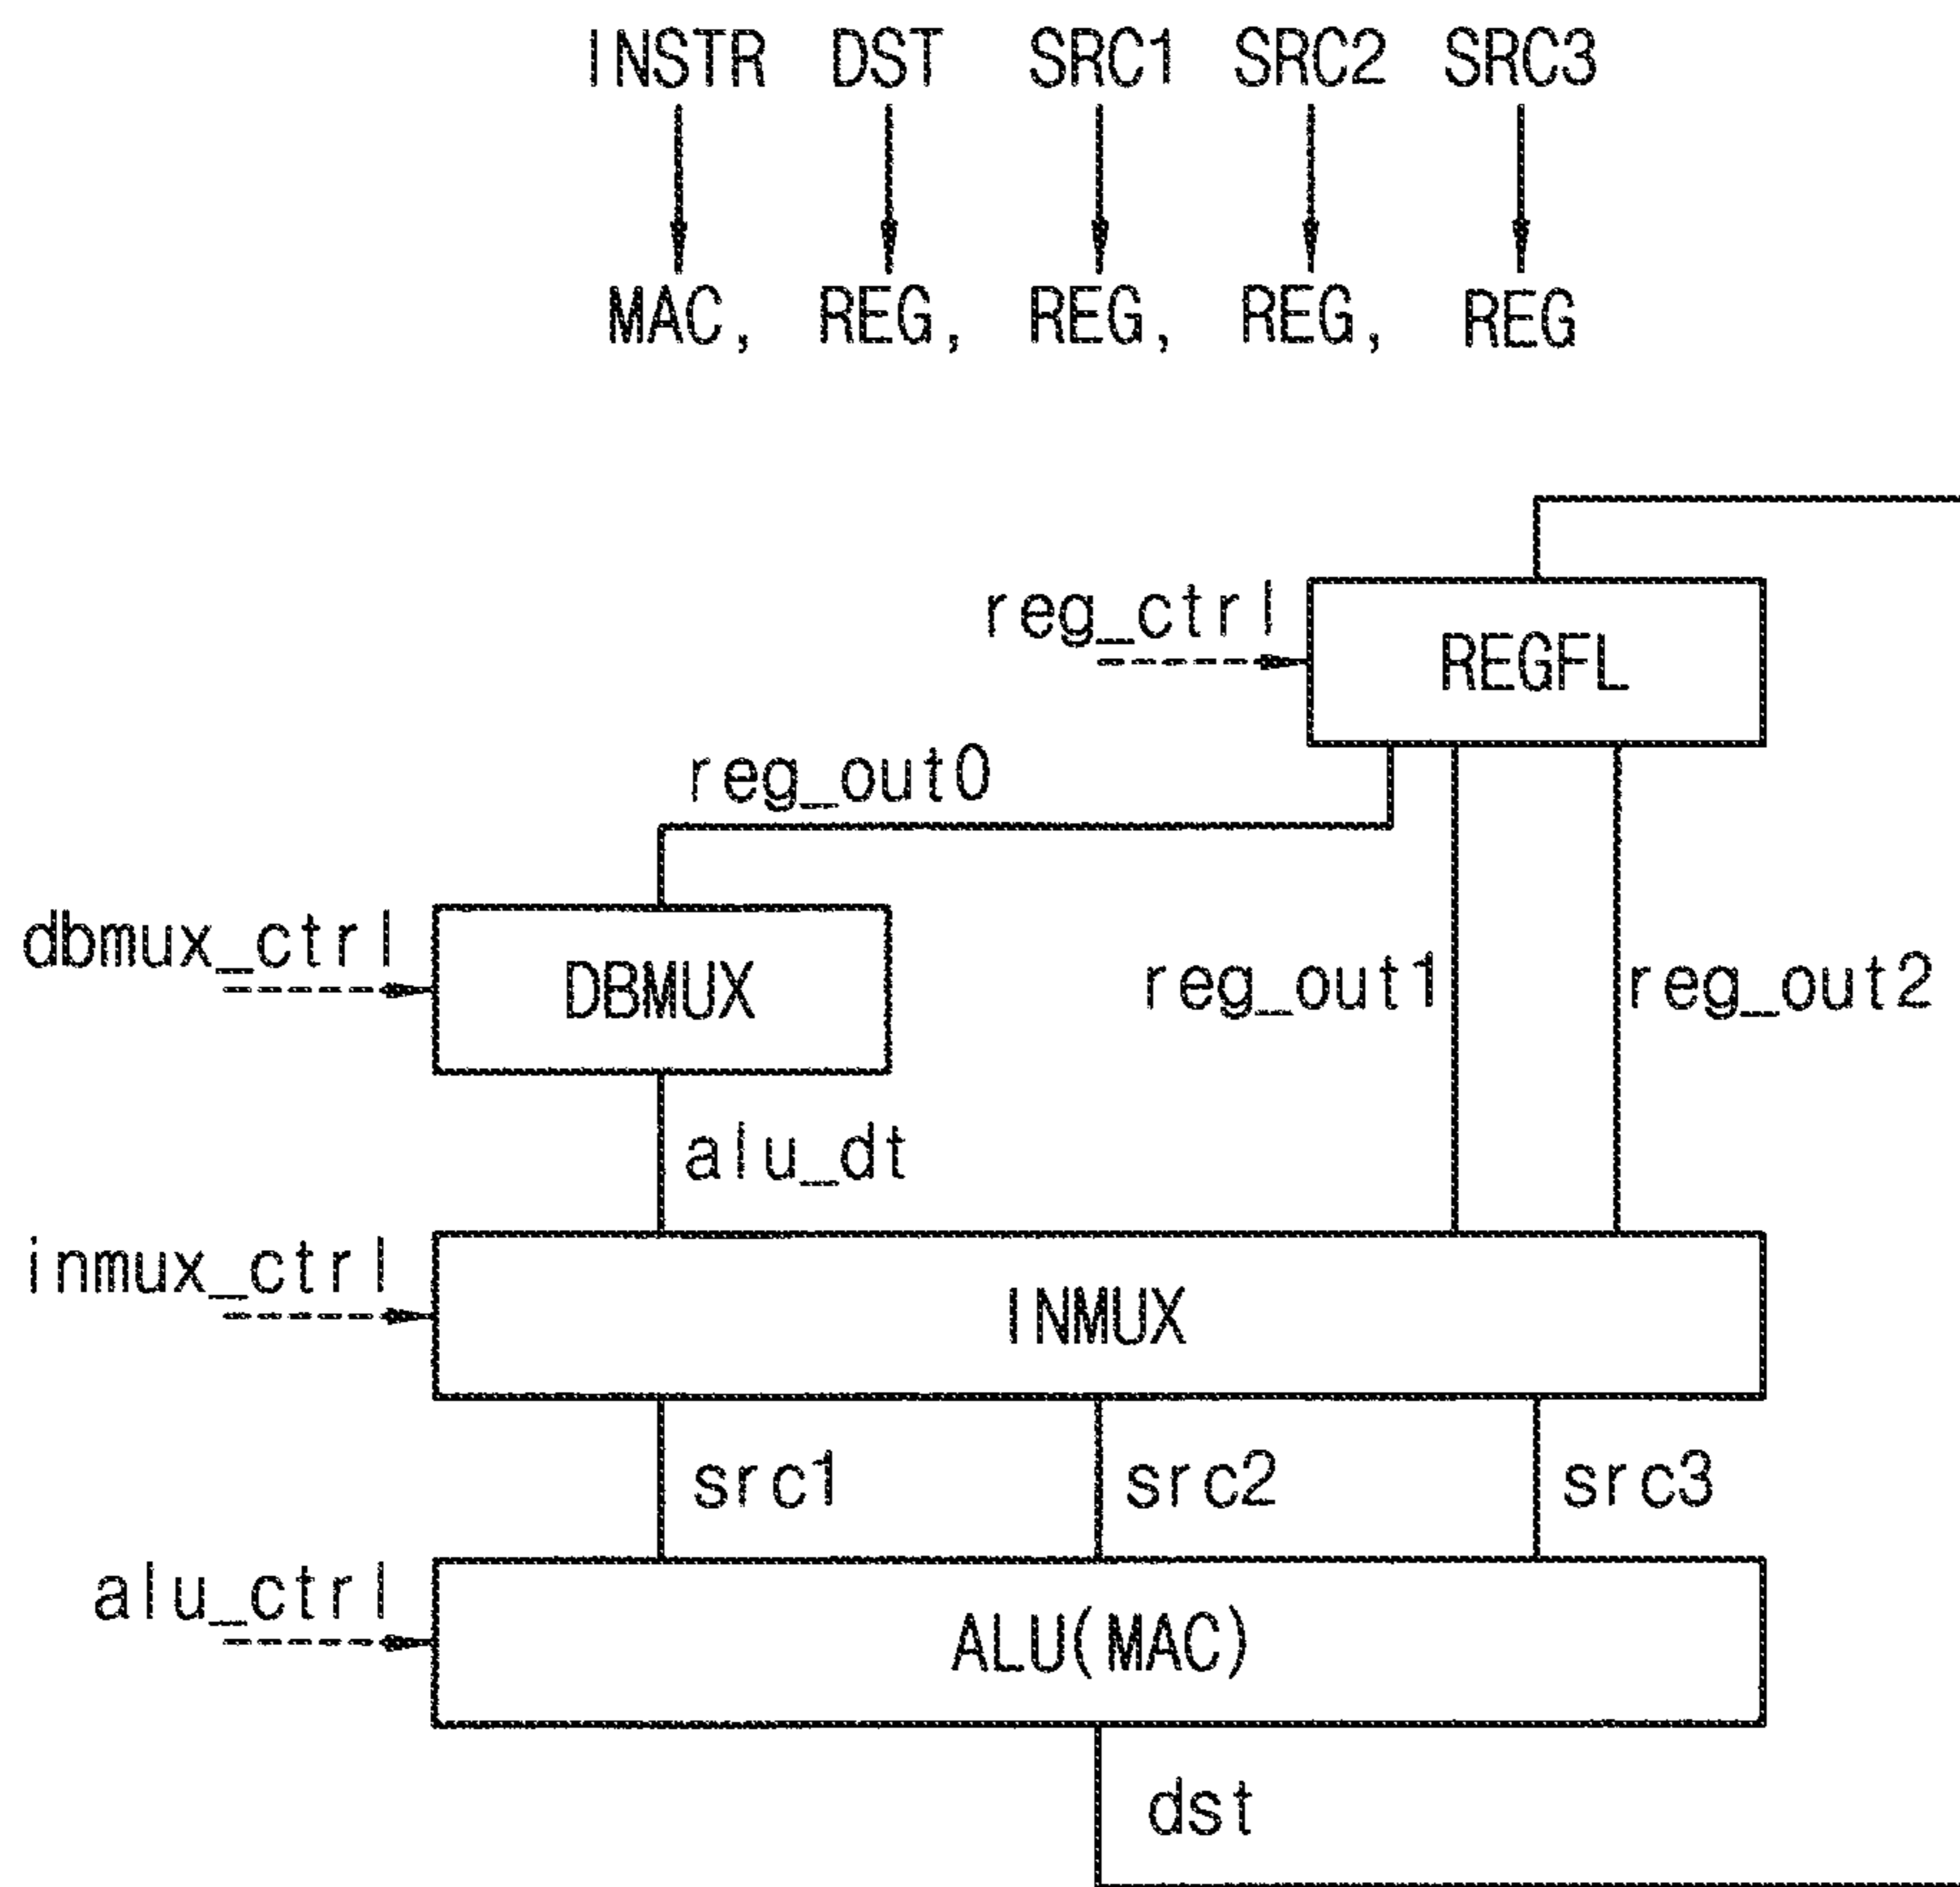 INSTR DST SRC1 SRC2 SRC3
MAC, REG, REG, REG, REG
reg_ctrl
REGFL
reg_out0
dbmux_ctrl
DBMUX
reg_out1
reg_out2
alu_dt
inmux_ctrl
INMUX
src1
src2
src3
alu_ctrl
ALU(MAC)
dst